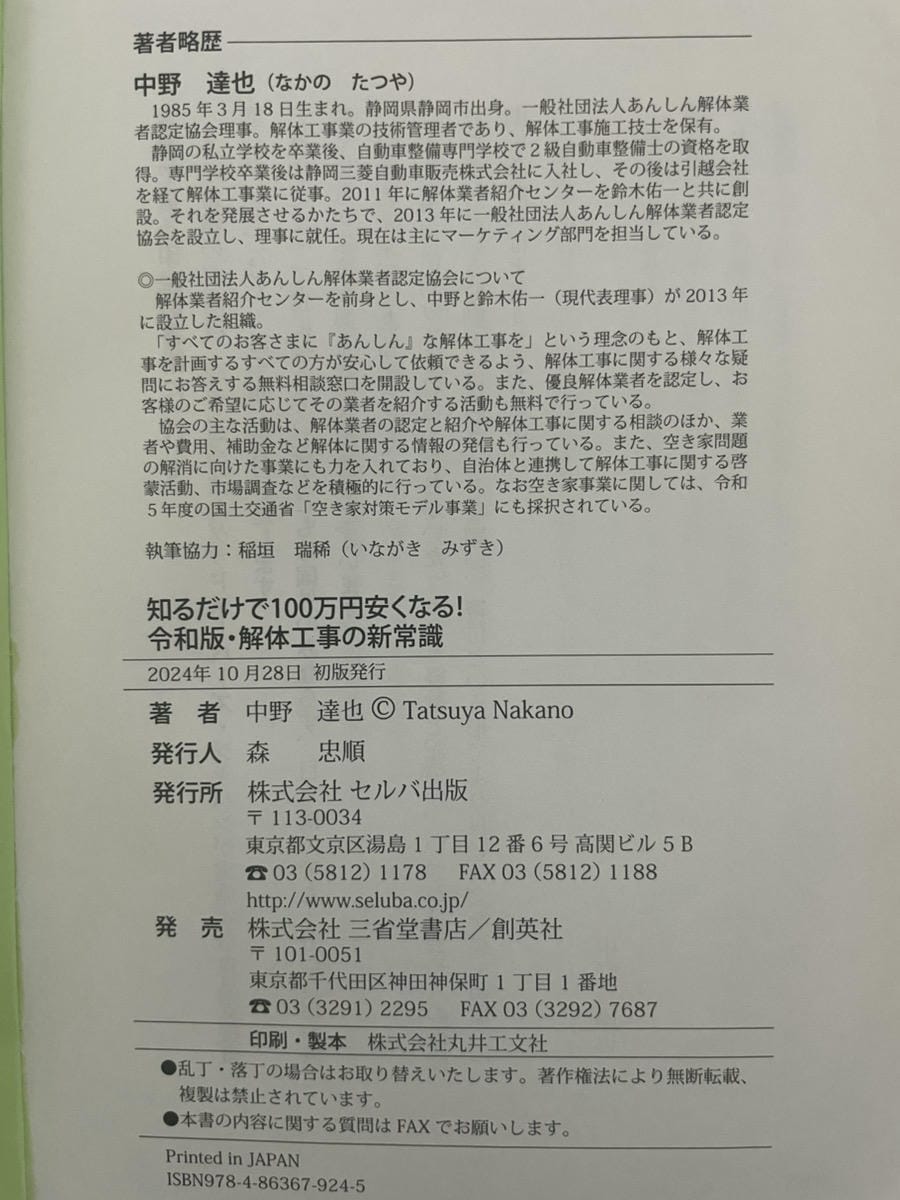 著者略歴
中野　達也(なかの　たつや)
　1985年3月18日生まれ。静岡県静岡市出身。一般社団法人あんしん解体業
者認定協会理事。解体工事業の技術管理者であり、解体工事施工技士を保有。
　静岡の私立学校を卒業後、自動車整備専門学校で2級自動車整備士の資格を取
得。専門学校卒業後は静岡三菱自動車販売株式会社に入社し、その後は引越会社
を経て解体工事業に従事。2011年に解体業者紹介センターを鈴木佑一と共に創
設。それを発展させるかたちで、2013年に一般社団法人あんしん解体業者認定
協会を設立し、理事に就任。現在は主にマーケティング部門を担当している。
◎一般社団法人あんしん解体業者認定協会について
　解体業者紹介センターを前身とし、中野と鈴木佑一（現代表理事）が2013年
に設立した組織。
　「すべてのお客さまに『あんしん』な解体工事を」という理念のもと、解体工
事を計画するすべての方が安心して依頼できるよう、解体工事に関する様々な疑
問にお答えする無料相談窓口を開設している。また、優良解体業者を認定し、お
客様のご希望に応じてその業者を紹介する活動も無料で行っている。
　協会の主な活動は、解体業者の認定と紹介や解体工事に関する相談のほか、業
者や費用、補助金など解体に関する情報の発信も行っている。また、空き家問題
の解消に向けた事業にも力を入れており、自治体と連携して解体工事に関する啓
蒙活動、市場調査などを積極的に行っている。なお空き家事業に関しては、令和
5年度の国土交通省「空き家対策モデル事業」にも採択されている。
執筆協力：稲垣　瑞稀（いながき　みずき）
知るだけで100万円安くなる!
令和版・解体工事の新常識
2024年10月28日 初版発行
著　者　中野　達也 © Tatsuya Nakano
発行人　森　　忠順
発行所　株式会社 セルバ出版
〒113-0034
東京都文京区湯島1丁目12番6号 高関ビル5B
☎03（5812）1178　FAX 03（5812）1188
http://www.seluba.co.jp/
発　売　株式会社 三省堂書店／創英社
〒101-0051
東京都千代田区神田神保町1丁目1番地
☎03（3291）2295　FAX 03（3292）7687
印刷・製本　株式会社丸井工文社
●乱丁・落丁の場合はお取り替えいたします。著作権法により無断転載、
複製は禁止されています。
●本書の内容に関する質問はFAXでお願いします。
Printed in JAPAN
ISBN978-4-86367-924-5